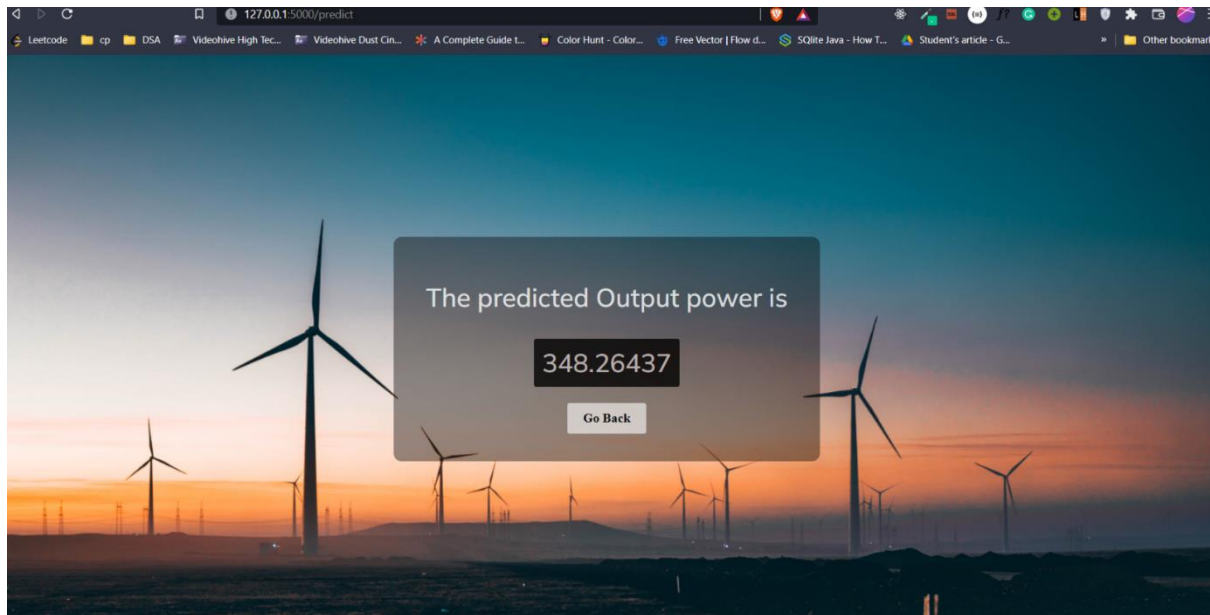 127.0.0.1:5000/predict
Leetcode cp DSA Videohive High Tec... Videohive Dust Cin... A Complete Guide t... Color Hunt - Color... Free Vector | Flow d... SQlite Java - How T... Student's article - G... » Other bookmar
The predicted Output power is
348.26437
Go Back